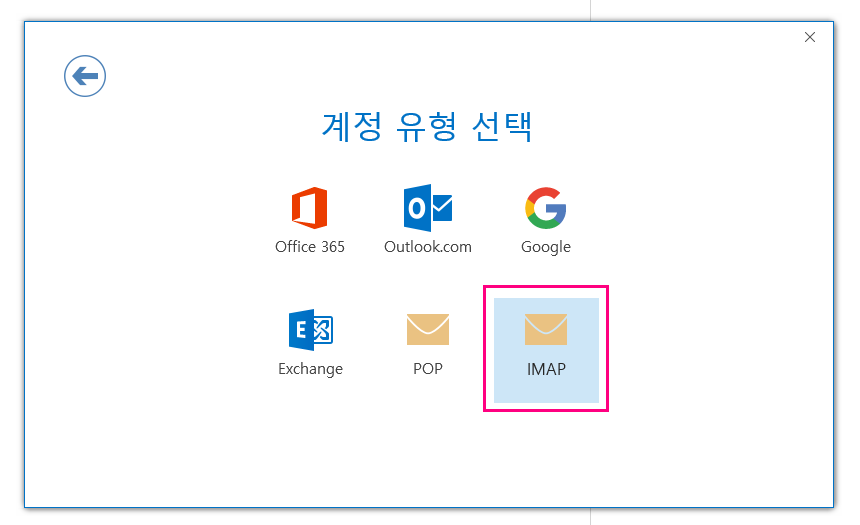 계정 유형 선택
Office 365
Outlook.com
Google
Exchange
POP
IMAP